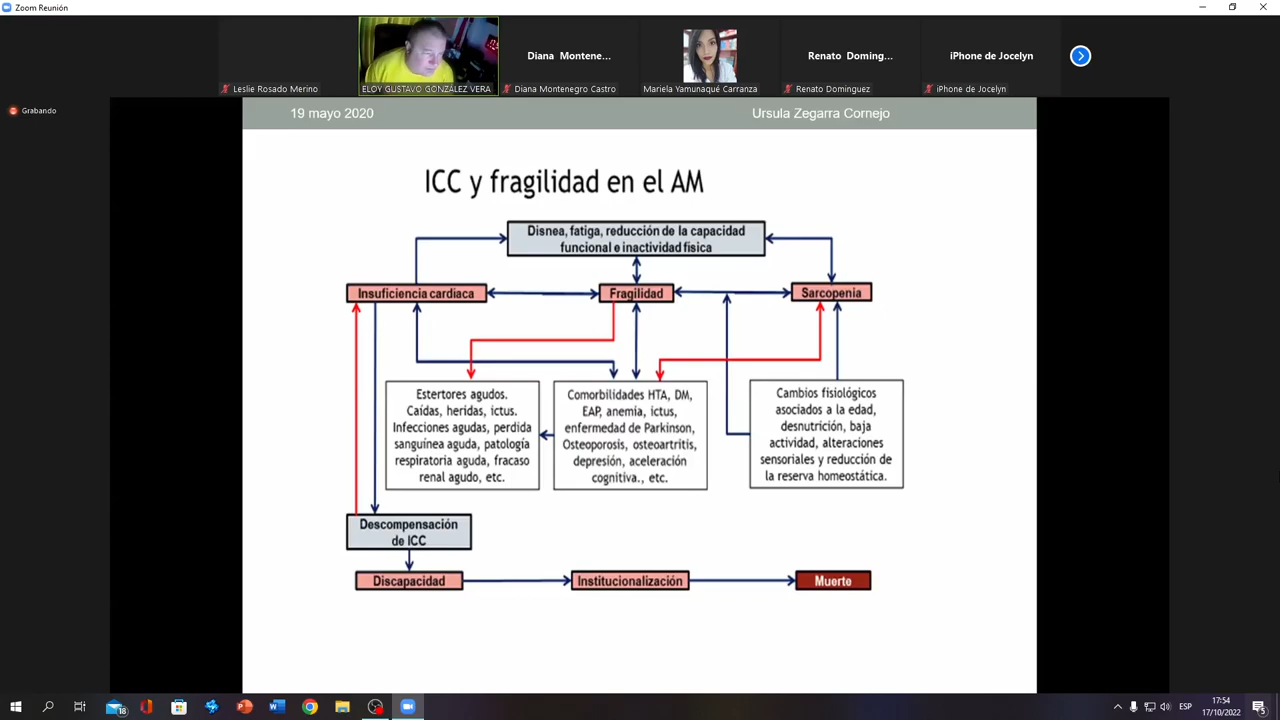 Zoom Reunión
Diana Montene...
Renato Doming...
iPhone de Jocelyn
Leslie Rosado Merino
ELOY GUSTAVO GONZÁLEZ VERA
Diana Montenegro Castro
Mariela Yamunaqué Carranza
Renato Dominguez
iPhone de Jocelyn
Grabando
19 mayo 2020
Ursula Zegarra Cornejo
ICC y fragilidad en el AM
Disnea, fatiga, reducción de la capacidad
funcional e inactividad física
Insuficiencia cardiaca
Fragilidad
Sarcopenia
Estertores agudos.
Caídas, heridas, ictus.
Infecciones agudas, perdida
sanguínea aguda, patología
respiratoria aguda, fracaso
renal agudo, etc.
Comorbilidades HTA, DM,
EAP, anemia, ictus,
enfermedad de Parkinson,
Osteoporosis, osteoartritis,
depresión, aceleración
cognitiva., etc.
Cambios fisiológicos
asociados a la edad,
desnutrición, baja
actividad, alteraciones
sensoriales y reducción de
la reserva homeostática.
Descompensación
de ICC
Discapacidad
Institucionalización
Muerte
18
ESP
17:54
17/10/2022
5